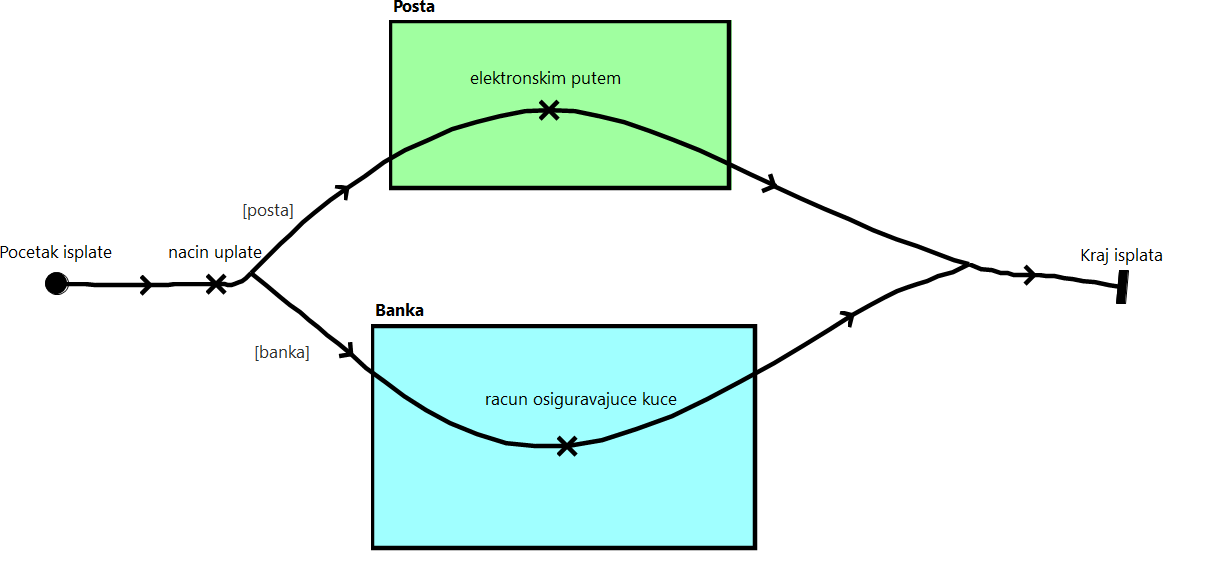 Posta
elektronskim putem
[posta]
Pocetak isplate
nacin uplate
Kraj isplata
Banka
[banka]
racun osiguravajuce kuce